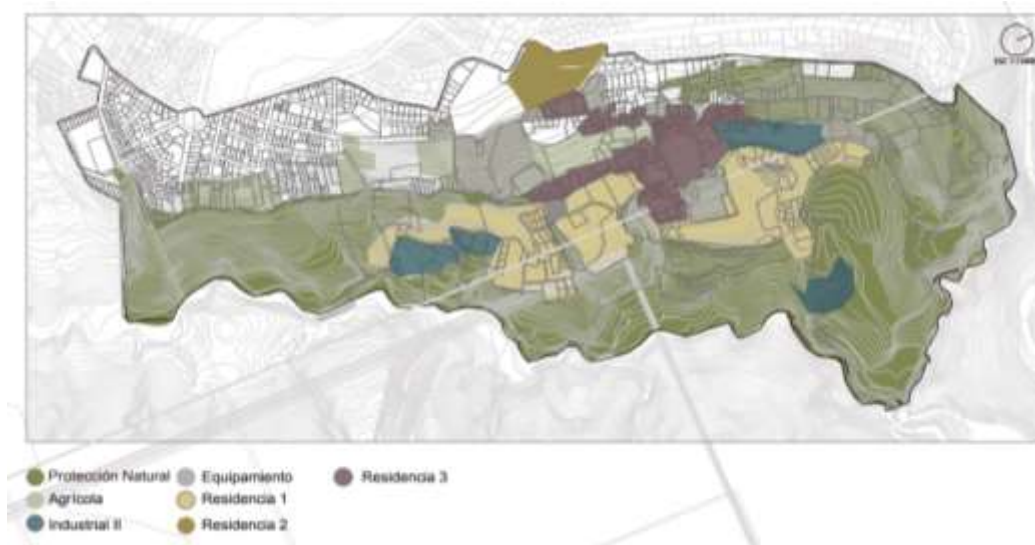 Protección Natural
Equipamiento
Residencia 3
Agrícola
Residencia 1
Industrial II
Residencia 2